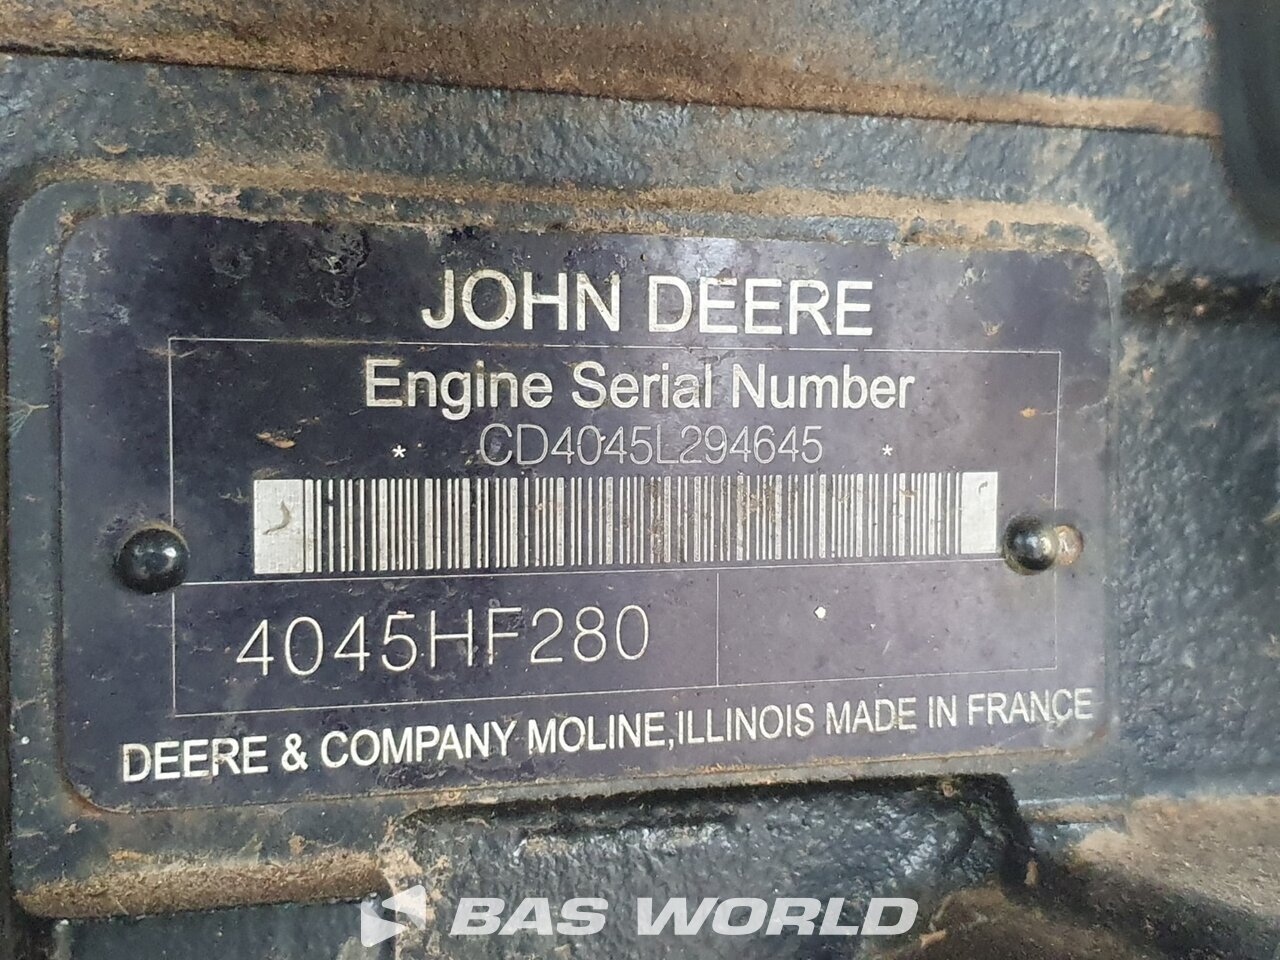 JOHN DEERE
Engine Serial Number
* CD4045L294645 *
4045HF280
DEERE & COMPANY MOLINE, ILLINOIS MADE IN FRANCE
BAS WORLD